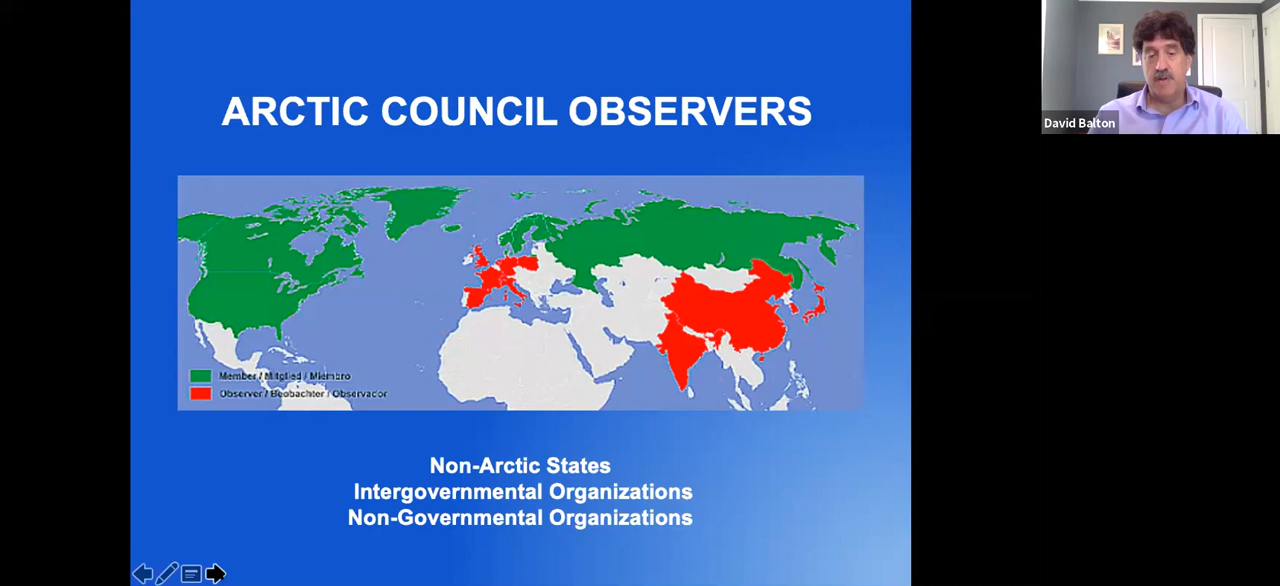 ARCTIC COUNCIL OBSERVERS
David Balton
Member / Mitglied / Miembro
Observer / Beobachter / Observador
Non-Arctic States
Intergovernmental Organizations
Non-Governmental Organizations